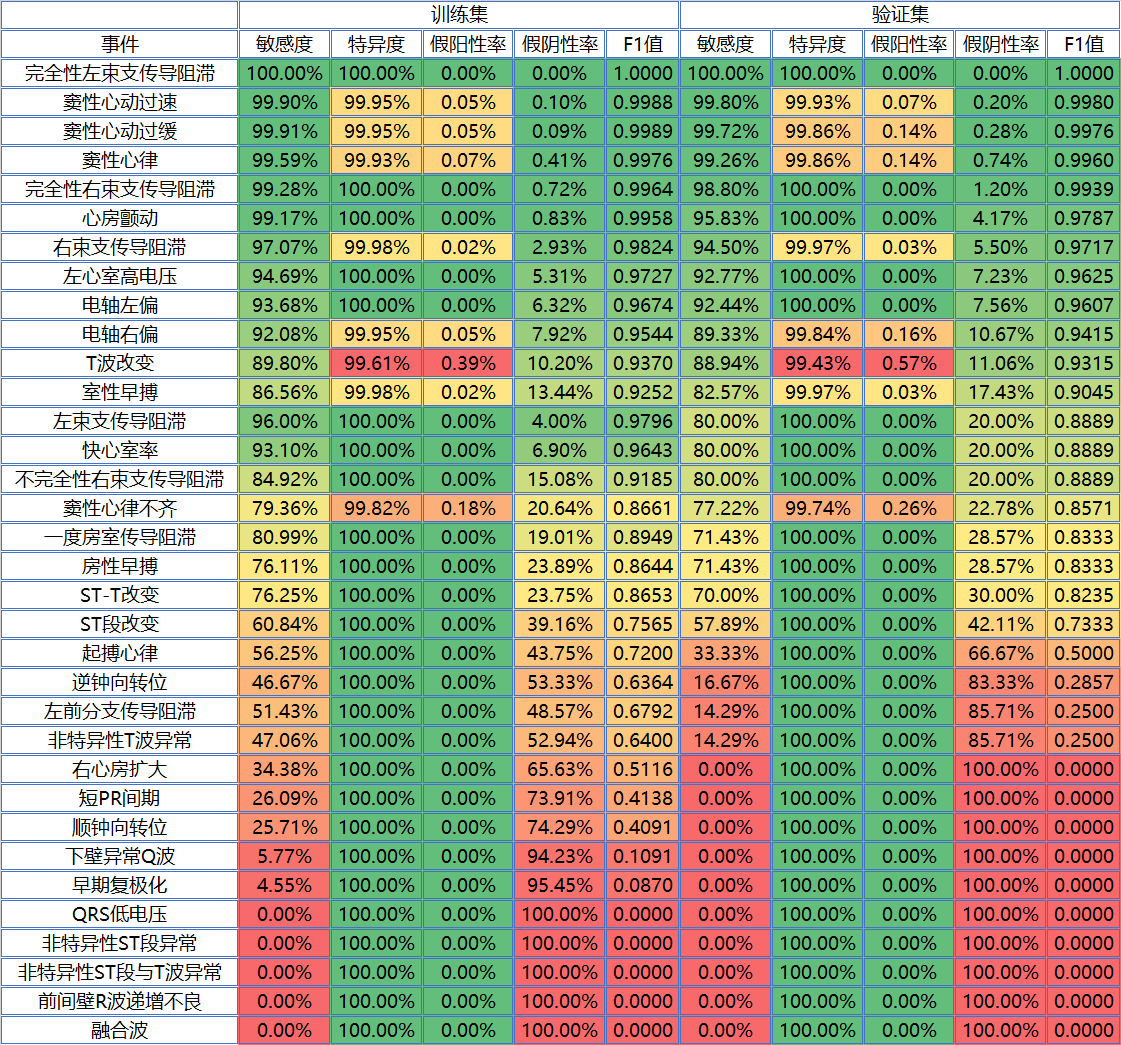 训练集 验证集
事件 敏感度 特异度 假阳性率 假阴性率 F1值 敏感度 特异度 假阳性率 假阴性率 F1值
完全性左束支传导阻滞 100.00% 100.00% 0.00% 0.00% 1.0000 100.00% 100.00% 0.00% 0.00% 1.0000
窦性心动过速 99.90% 99.95% 0.05% 0.10% 0.9988 99.80% 99.93% 0.07% 0.20% 0.9980
窦性心动过缓 99.91% 99.95% 0.05% 0.09% 0.9989 99.72% 99.86% 0.14% 0.28% 0.9976
窦性心律 99.59% 99.93% 0.07% 0.41% 0.9976 99.26% 99.86% 0.14% 0.74% 0.9960
完全性右束支传导阻滞 99.28% 100.00% 0.00% 0.72% 0.9964 98.80% 100.00% 0.00% 1.20% 0.9939
心房颤动 99.17% 100.00% 0.00% 0.83% 0.9958 95.83% 100.00% 0.00% 4.17% 0.9787
右束支传导阻滞 97.07% 99.98% 0.02% 2.93% 0.9824 94.50% 99.97% 0.03% 5.50% 0.9717
左心室高电压 94.69% 100.00% 0.00% 5.31% 0.9727 92.77% 100.00% 0.00% 7.23% 0.9625
电轴左偏 93.68% 100.00% 0.00% 6.32% 0.9674 92.44% 100.00% 0.00% 7.56% 0.9607
电轴右偏 92.08% 99.95% 0.05% 7.92% 0.9544 89.33% 99.84% 0.16% 10.67% 0.9415
T波改变 89.80% 99.61% 0.39% 10.20% 0.9370 88.94% 99.43% 0.57% 11.06% 0.9315
室性早搏 86.56% 99.98% 0.02% 13.44% 0.9252 82.57% 99.97% 0.03% 17.43% 0.9045
左束支传导阻滞 96.00% 100.00% 0.00% 4.00% 0.9796 80.00% 100.00% 0.00% 20.00% 0.8889
快心室率 93.10% 100.00% 0.00% 6.90% 0.9643 80.00% 100.00% 0.00% 20.00% 0.8889
不完全性右束支传导阻滞 84.92% 100.00% 0.00% 15.08% 0.9185 80.00% 100.00% 0.00% 20.00% 0.8889
窦性心律不齐 79.36% 99.82% 0.18% 20.64% 0.8661 77.22% 99.74% 0.26% 22.78% 0.8571
一度房室传导阻滞 80.99% 100.00% 0.00% 19.01% 0.8949 71.43% 100.00% 0.00% 28.57% 0.8333
房性早搏 76.11% 100.00% 0.00% 23.89% 0.8644 71.43% 100.00% 0.00% 28.57% 0.8333
ST-T改变 76.25% 100.00% 0.00% 23.75% 0.8653 70.00% 100.00% 0.00% 30.00% 0.8235
ST段改变 60.84% 100.00% 0.00% 39.16% 0.7565 57.89% 100.00% 0.00% 42.11% 0.7333
起搏心律 56.25% 100.00% 0.00% 43.75% 0.7200 33.33% 100.00% 0.00% 66.67% 0.5000
逆钟向转位 46.67% 100.00% 0.00% 53.33% 0.6364 16.67% 100.00% 0.00% 83.33% 0.2857
左前分支传导阻滞 51.43% 100.00% 0.00% 48.57% 0.6792 14.29% 100.00% 0.00% 85.71% 0.2500
非特异性T波异常 47.06% 100.00% 0.00% 52.94% 0.6400 14.29% 100.00% 0.00% 85.71% 0.2500
右心房扩大 34.38% 100.00% 0.00% 65.63% 0.5116 0.00% 100.00% 0.00% 100.00% 0.0000
短PR间期 26.09% 100.00% 0.00% 73.91% 0.4138 0.00% 100.00% 0.00% 100.00% 0.0000
顺钟向转位 25.71% 100.00% 0.00% 74.29% 0.4091 0.00% 100.00% 0.00% 100.00% 0.0000
下壁异常Q波 5.77% 100.00% 0.00% 94.23% 0.1091 0.00% 100.00% 0.00% 100.00% 0.0000
早期复极化 4.55% 100.00% 0.00% 95.45% 0.0870 0.00% 100.00% 0.00% 100.00% 0.0000
QRS低电压 0.00% 100.00% 0.00% 100.00% 0.0000 0.00% 100.00% 0.00% 100.00% 0.0000
非特异性ST段异常 0.00% 100.00% 0.00% 100.00% 0.0000 0.00% 100.00% 0.00% 100.00% 0.0000
非特异性ST段与T波异常 0.00% 100.00% 0.00% 100.00% 0.0000 0.00% 100.00% 0.00% 100.00% 0.0000
前间壁R波递增不良 0.00% 100.00% 0.00% 100.00% 0.0000 0.00% 100.00% 0.00% 100.00% 0.0000
融合波 0.00% 100.00% 0.00% 100.00% 0.0000 0.00% 100.00% 0.00% 100.00% 0.0000